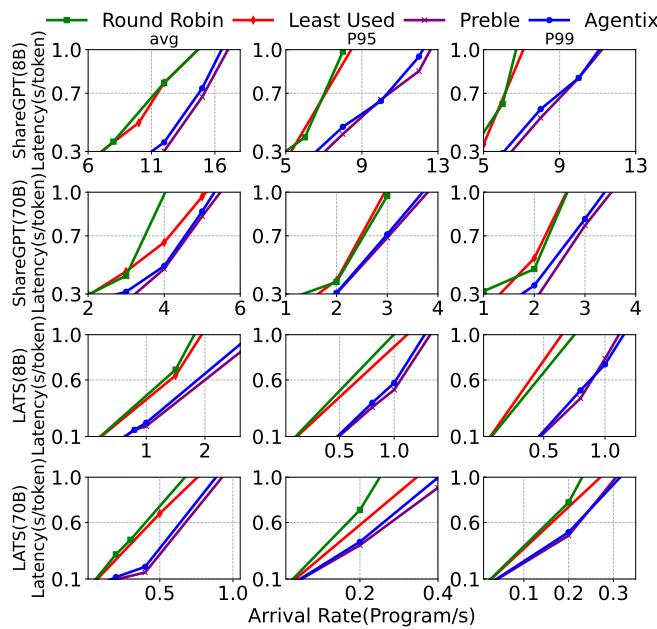 Round Robin Least Used Preble Agentix
avg P95 P99
ShareGPT(8B)
Latency(s/token)
1.0 1.0 1.0
0.7 0.7 0.7
0.3 0.3 0.3
6 11 16 5 9 13 5 9 13
ShareGPT(70B)
Latency(s/token)
1.0 1.0 1.0
0.7 0.7 0.7
0.3 0.3 0.3
2 4 6 1 2 3 4 1 2 3 4
LATS(8B)
Latency(s/token)
1.0 1.0 1.0
0.6 0.6 0.6
0.1 0.1 0.1
1 2 0.5 1.0 0.5 1.0
LATS(70B)
Latency(s/token)
1.0 1.0 1.0
0.6 0.6 0.6
0.1 0.1 0.1
0.5 1.0 0.2 0.4 0.1 0.2 0.3
Arrival Rate(Program/s)